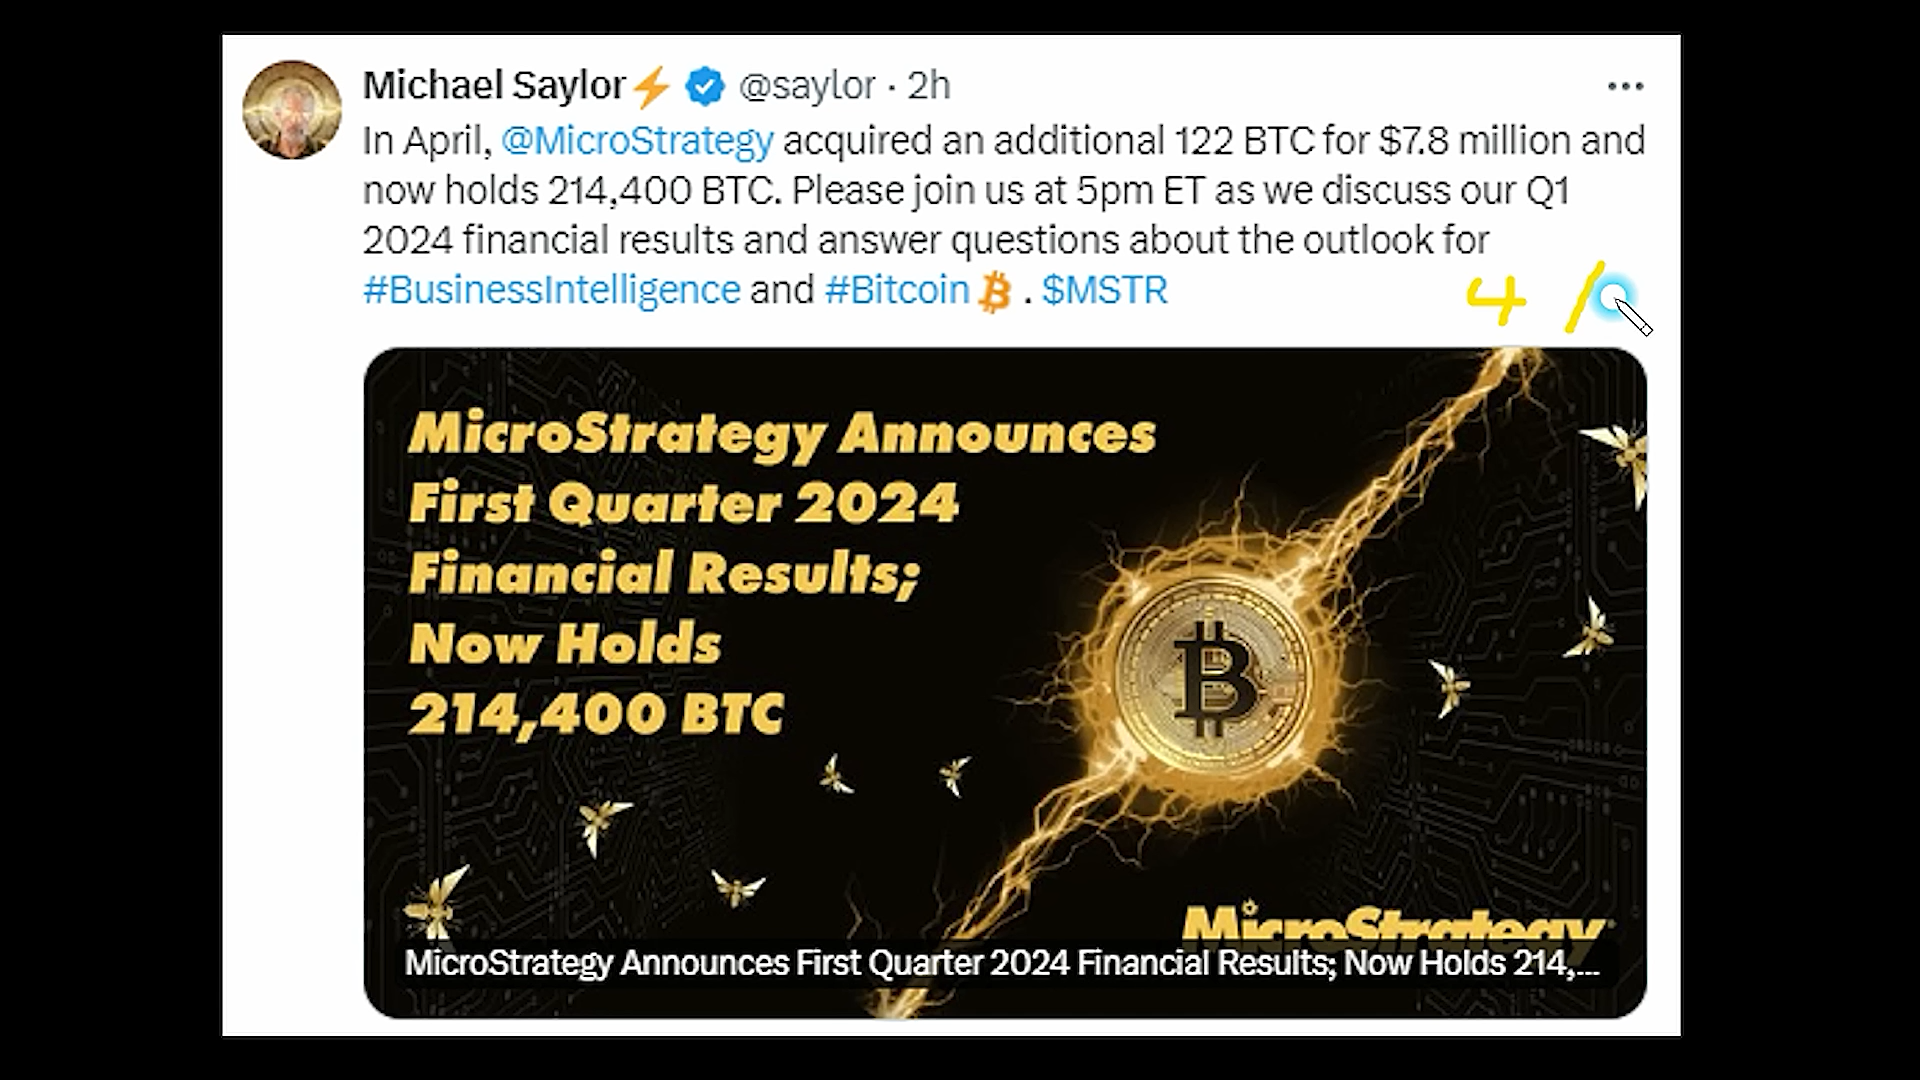 Michael Saylor⚡ @saylor · 2h
In April, @MicroStrategy acquired an additional 122 BTC for $7.8 million and
now holds 214,400 BTC. Please join us at 5pm ET as we discuss our Q1
2024 financial results and answer questions about the outlook for
#BusinessIntelligence and #Bitcoin . $MSTR
4 /
MicroStrategy Announces
First Quarter 2024
Financial Results;
Now Holds
214,400 BTC
MicroStrategy
MicroStrategy Announces First Quarter 2024 Financial Results; Now Holds 214,...